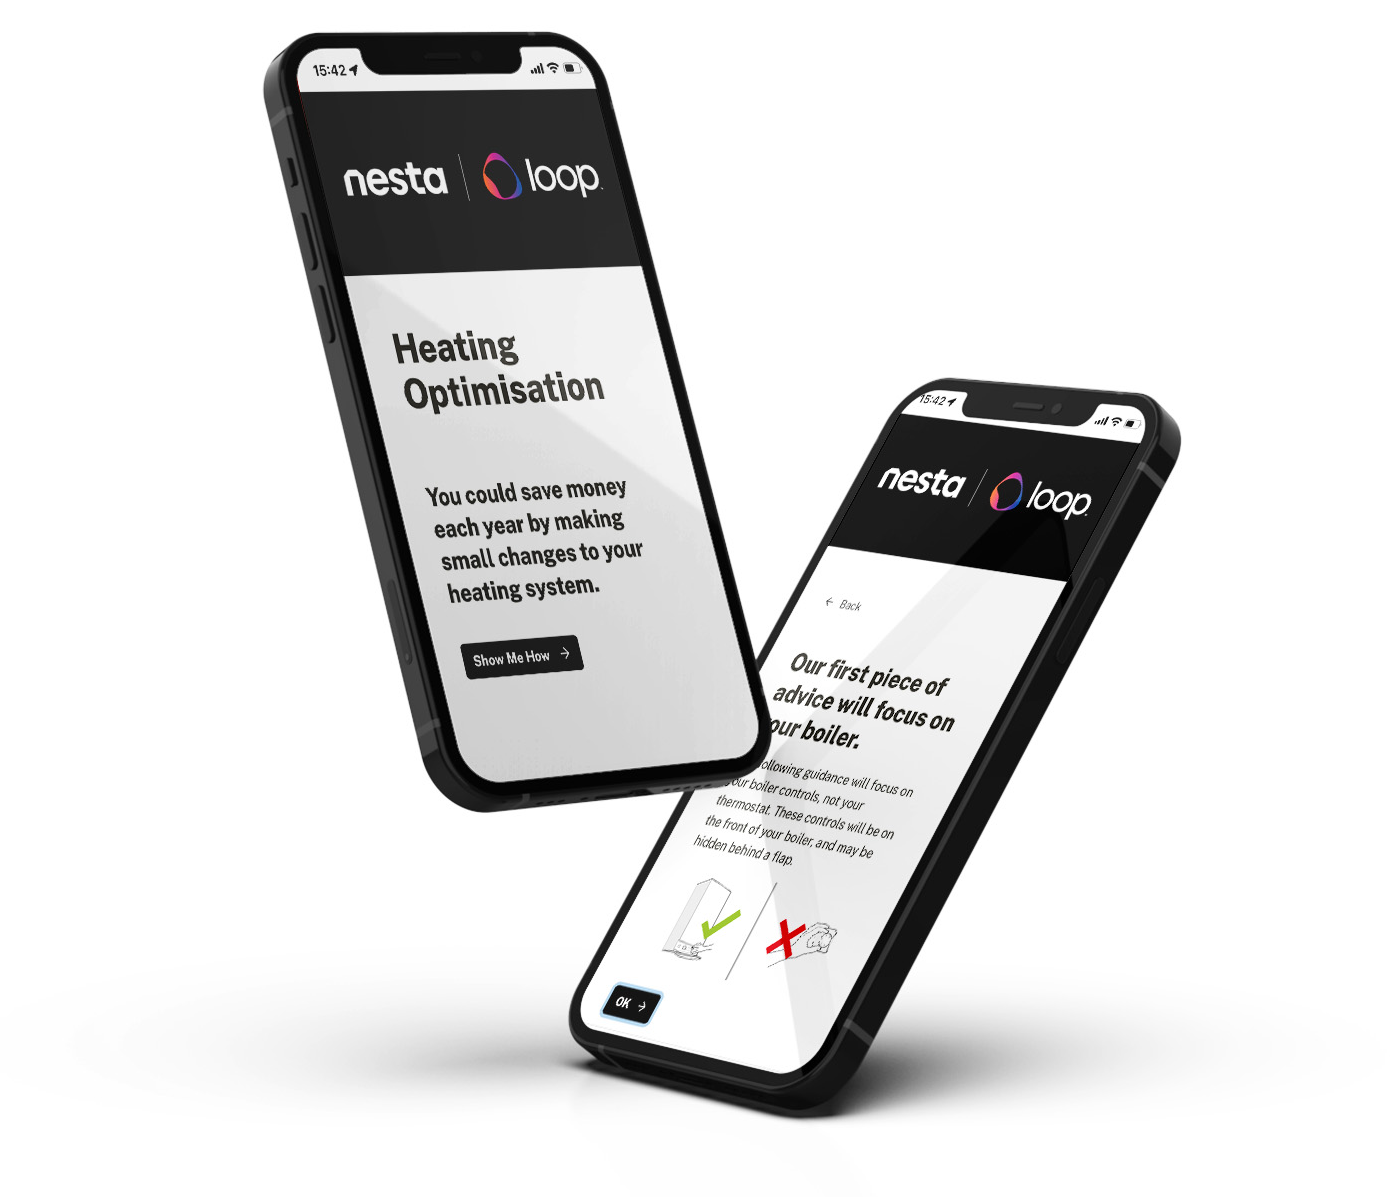 15:42
nesta | loop.
Heating
Optimisation
You could save money
each year by making
small changes to your
heating system.
Show Me How →
15:42
nesta | loop.
← Back
Our first piece of
advice will focus on
our boiler.
ollowing guidance will focus on
our boiler controls, not your
thermostat. These controls will be on
the front of your boiler, and may be
hidden behind a flap.
OK →